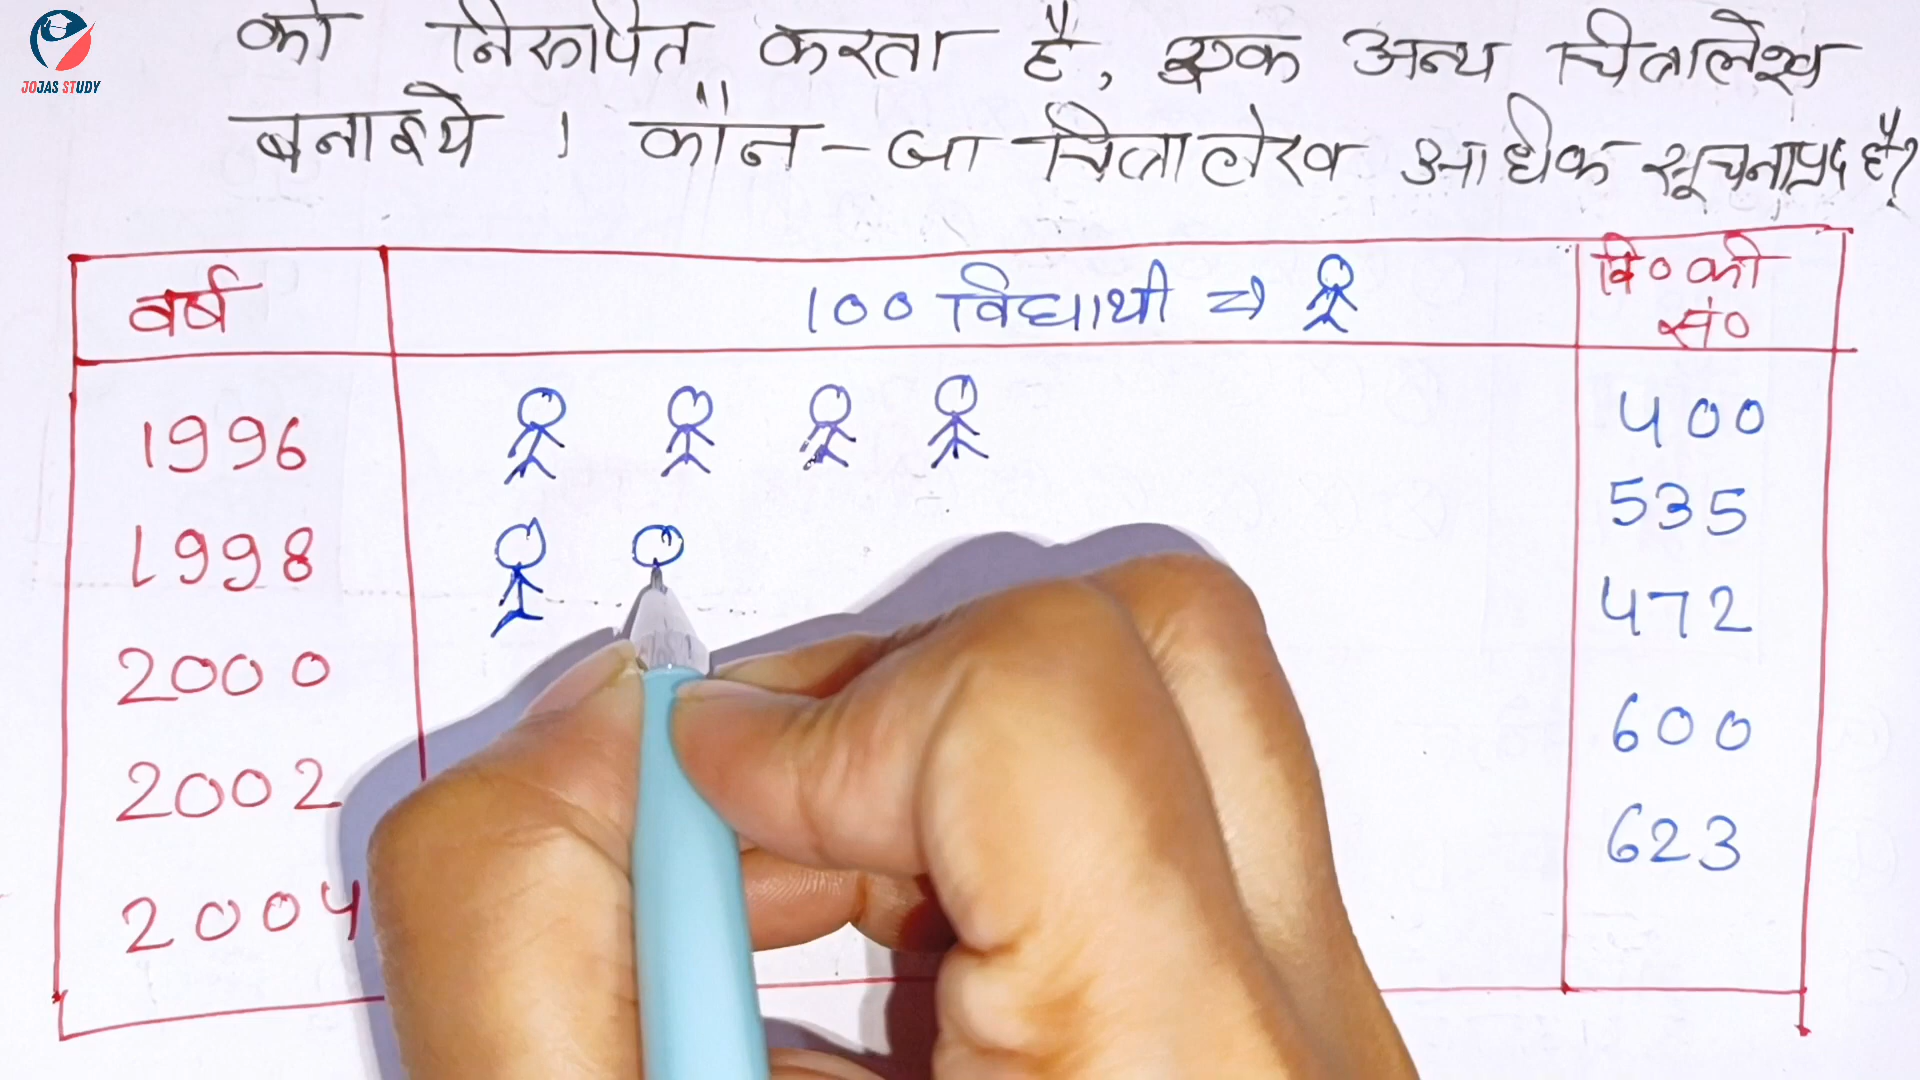 JOJAS STUDY
को निरूपित करता है, एक अन्य चित्रालेख
बनाइये । कौन-सा चित्रालेख अधिक सूचनाप्रद है?
वर्ष 100 विद्यार्थी ⇒ वि० की सं०
1996 400
1998 535
2000 472
2002 600
2004 623